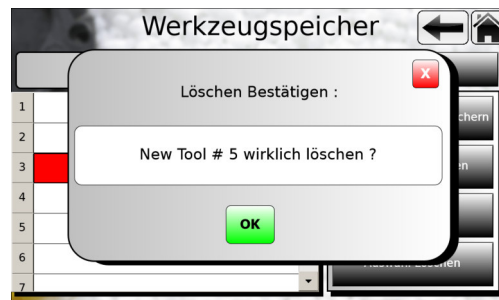 Werkzeugspeicher
X
Löschen Bestätigen :
New Tool # 5 wirklich löschen ?
OK
1
2
3
4
5
6
7